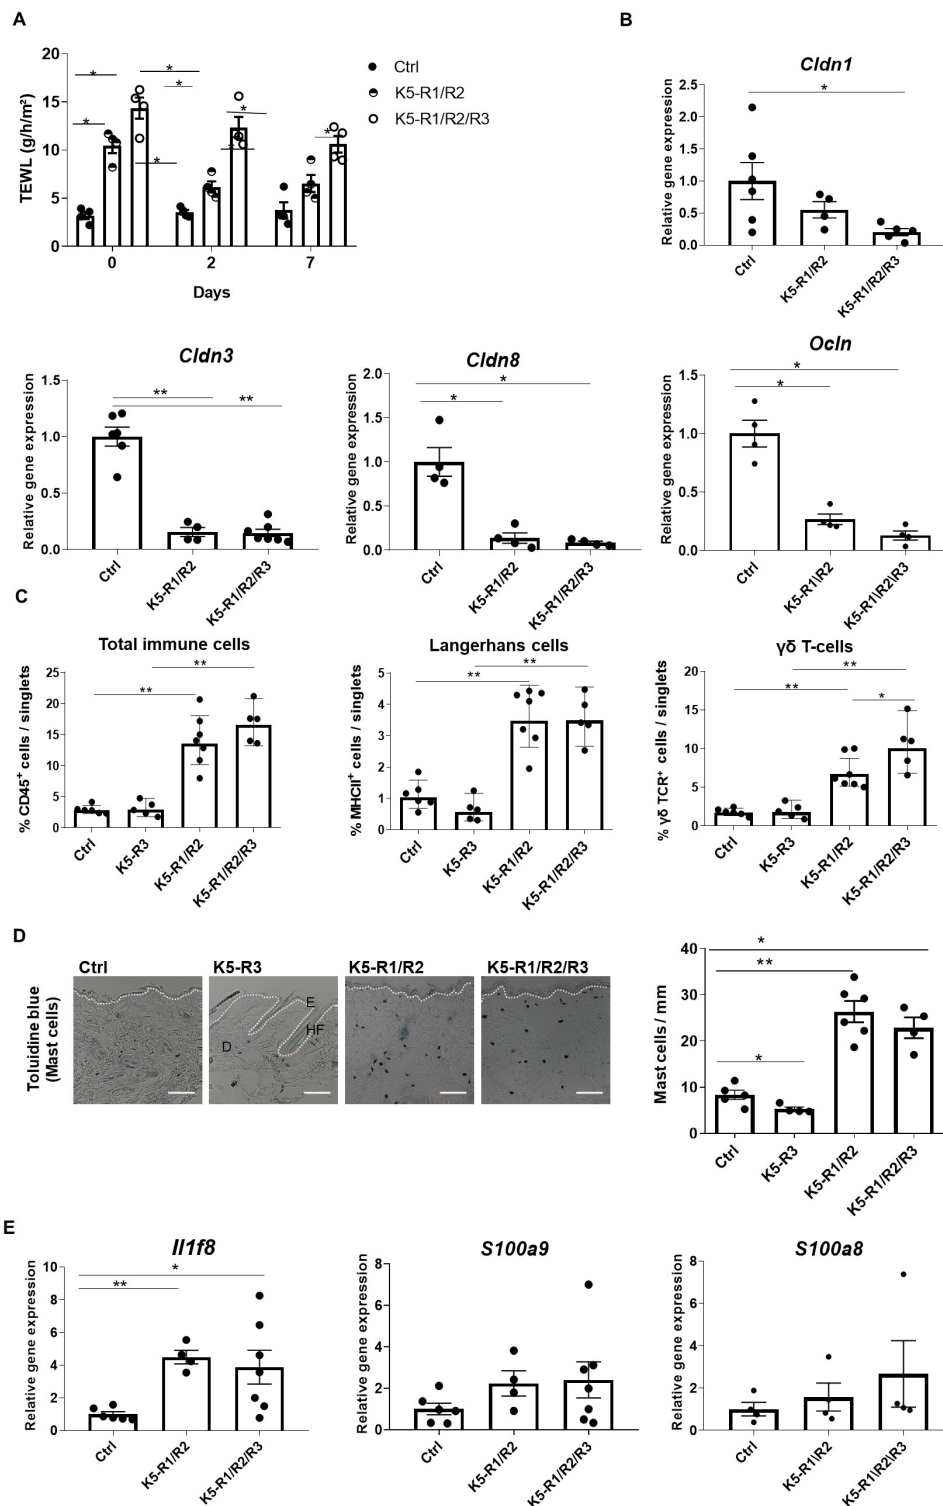 A
20
15
10
5
0
TEWL (g/h/m²)
0 2 7
Days
Ctrl
K5-R1/R2
K5-R1/R2/R3
* * * * * * *
B
Cldn1
2.5
2.0
1.5
1.0
0.5
0.0
Relative gene expression
*
Ctrl
K5-R1/R2
K5-R1/R2/R3
Cldn3
1.5
1.0
0.5
0.0
Relative gene expression
**
**
Ctrl
K5-R1/R2
K5-R1/R2/R3
Cldn8
2.0
1.5
1.0
0.5
0.0
Relative gene expression
*
*
Ctrl
K5-R1/R2
K5-R1/R2/R3
Ocln
1.5
1.0
0.5
0.0
Relative gene expression
*
*
Ctrl
K5-R1\R2
K5-R1\R2\R3
C
Total immune cells
25
20
15
10
5
0
% CD45⁺ cells / singlets
**
**
Ctrl
K5-R3
K5-R1/R2
K5-R1/R2/R3
Langerhans cells
5
4
3
2
1
0
% MHCII⁺ cells / singlets
**
**
Ctrl
K5-R3
K5-R1/R2
K5-R1/R2/R3
γδ T-cells
20
15
10
5
0
% γδ TCR⁺ cells / singlets
**
**
*
Ctrl
K5-R3
K5-R1/R2
K5-R1/R2/R3
D
Toluidine blue
(Mast cells)
Ctrl
K5-R3
K5-R1/R2
K5-R1/R2/R3
E
HF
D
40
30
20
10
0
Mast cells / mm
*
**
*
Ctrl
K5-R3
K5-R1/R2
K5-R1/R2/R3
E
Il1f8
10
8
6
4
2
0
Relative gene expression
*
**
Ctrl
K5-R1/R2
K5-R1/R2/R3
S100a9
8
6
4
2
0
Relative gene expression
Ctrl
K5-R1/R2
K5-R1/R2/R3
S100a8
8
6
4
2
0
Relative gene expression
Ctrl
K5-R1\R2
K5-R1\R2\R3